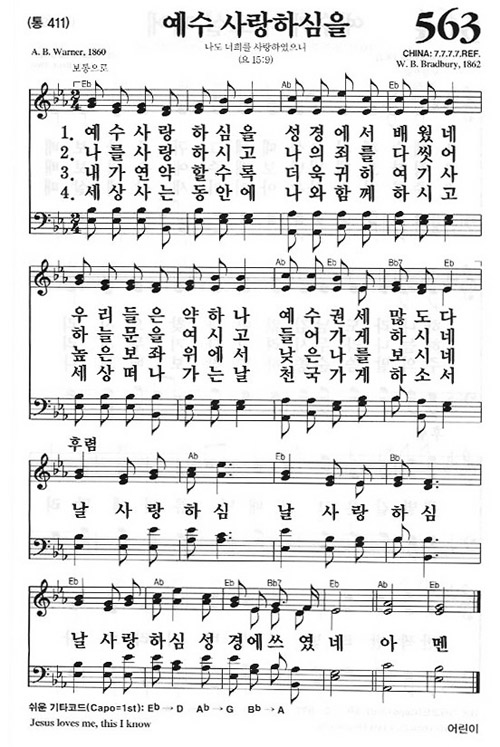 (통 411)
예수 사랑하심을
563
나도 너희를 사랑하였으니
(요 15:9)
A. B. Warner, 1860
CHINA: 7.7.7.7.REF.
W. B. Bradbury, 1862
보통으로
Eb Ab Eb
1. 예수사랑 하심을 성경에서 배웠네
2. 나를사랑 하시고 나의죄를 다씻어
3. 내가연약 할수록 더욱귀히 여기사
4. 세상사는 동안에 나와함께 하시고
Ab Eb Bb7 Eb
우리들은 약하나 예수권세 많도다
하늘문을 여시고 들어가게 하시네
높은보좌 위에서 낮은나를 보시네
세상떠나 가는날 천국가게 하소서
후렴
Eb Ab Eb Bb
날 사랑하심 날 사랑하심
Eb Ab Eb Bb7 Eb Ab Eb
날 사랑하심 성경에쓰였네 아멘
쉬운 기타코드(Capo=1st): Eb→D Ab→G Bb→A
Jesus loves me, this I know
어린이